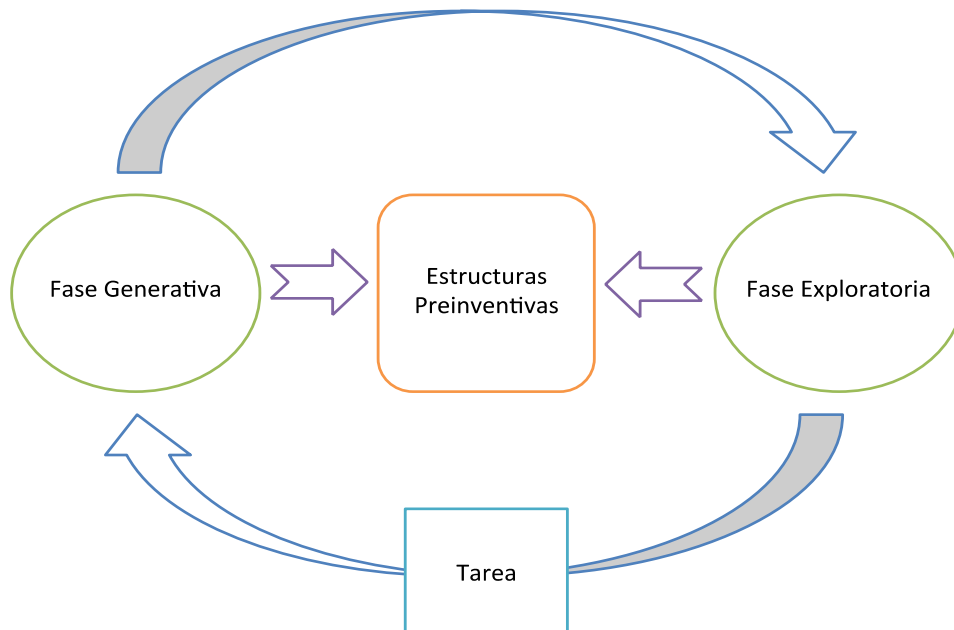 Fase Generativa
Estructuras
Preinventivas
Fase Exploratoria
Tarea